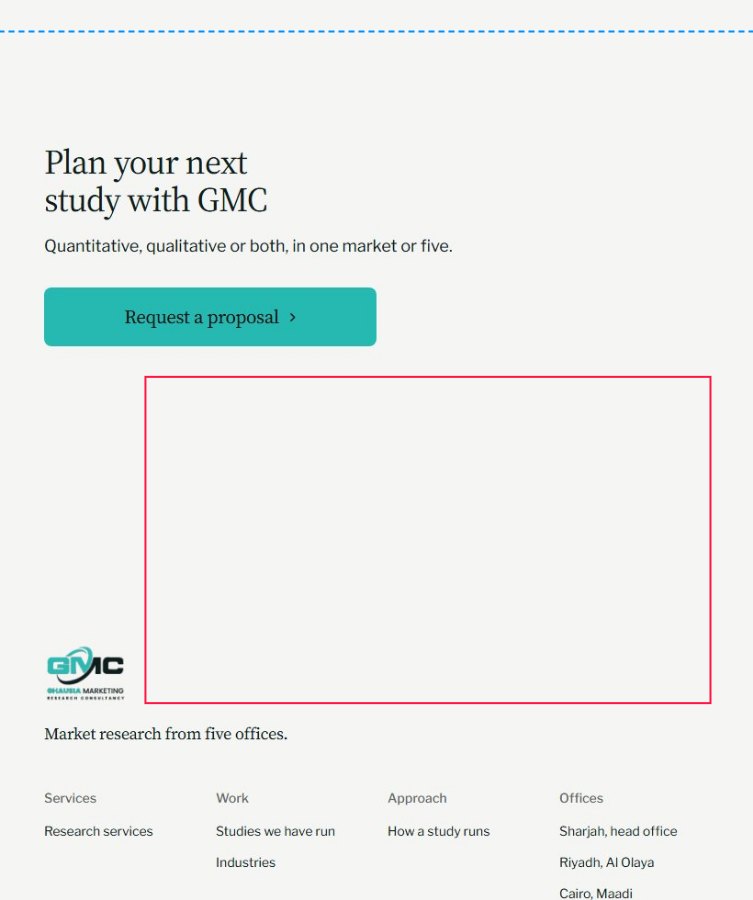 Plan your next
study with GMC
Quantitative, qualitative or both, in one market or five.
Request a proposal ›
GMC
GHAUSIA MARKETING
RESEARCH CONSULTANCY
Market research from five offices.
Services
Work
Approach
Offices
Research services
Studies we have run
How a study runs
Sharjah, head office
Industries
Riyadh, Al Olaya
Cairo, Maadi